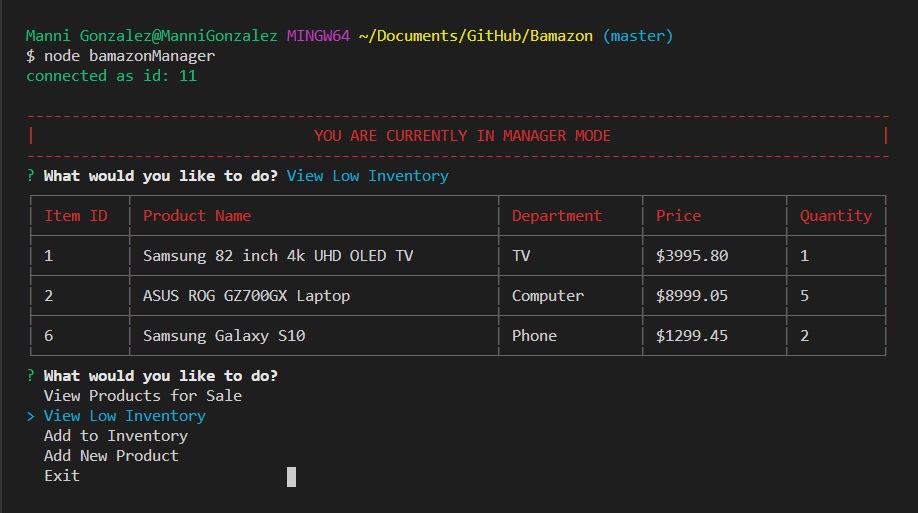 Manni Gonzalez@ManniGonzalez MINGW64 ~/Documents/GitHub/Bamazon (master)
$ node bamazonManager
connected as id: 11
YOU ARE CURRENTLY IN MANAGER MODE
? What would you like to do? View Low Inventory
Item ID Product Name Department Price Quantity
1 Samsung 82 inch 4k UHD OLED TV TV $3995.80 1
2 ASUS ROG GZ700GX Laptop Computer $8999.05 5
6 Samsung Galaxy S10 Phone $1299.45 2
? What would you like to do?
View Products for Sale
> View Low Inventory
Add to Inventory
Add New Product
Exit